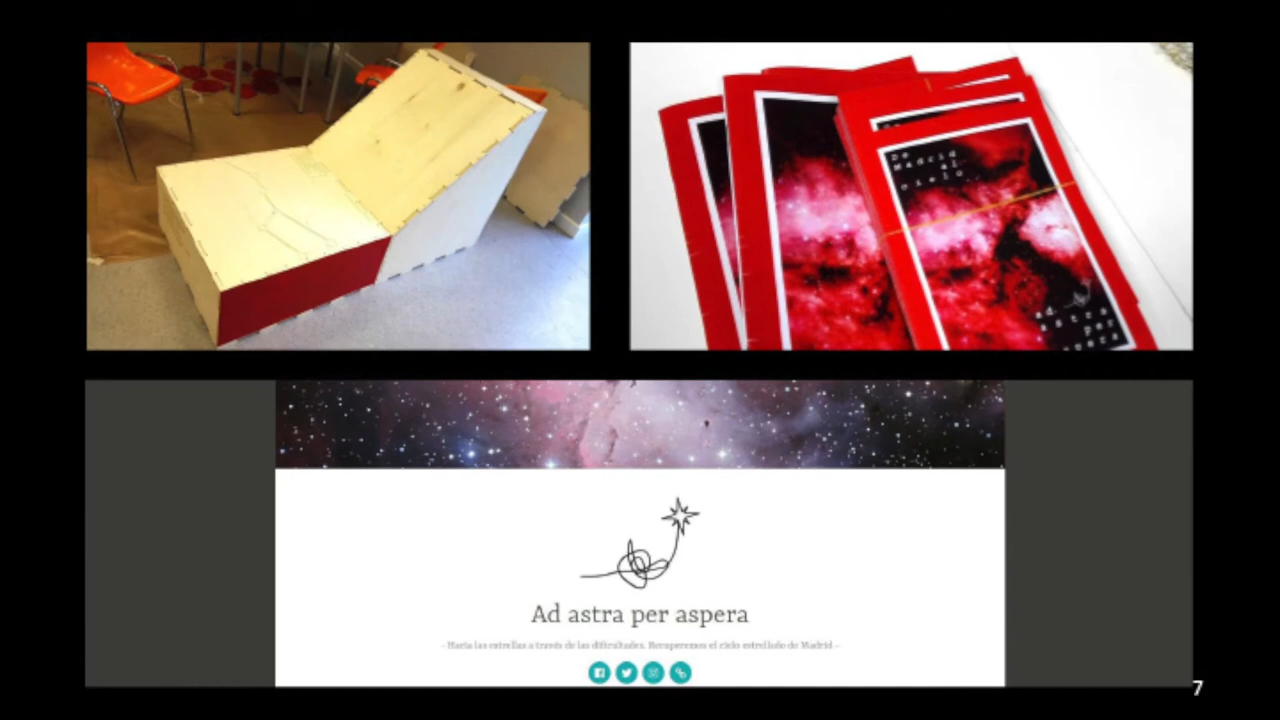 De
Madrid
al
cielo
ad
astra
per
Ad astra per aspera
- Hacia las estrellas a través de las dificultades. Recuperemos el cielo estrellado de Madrid -
7